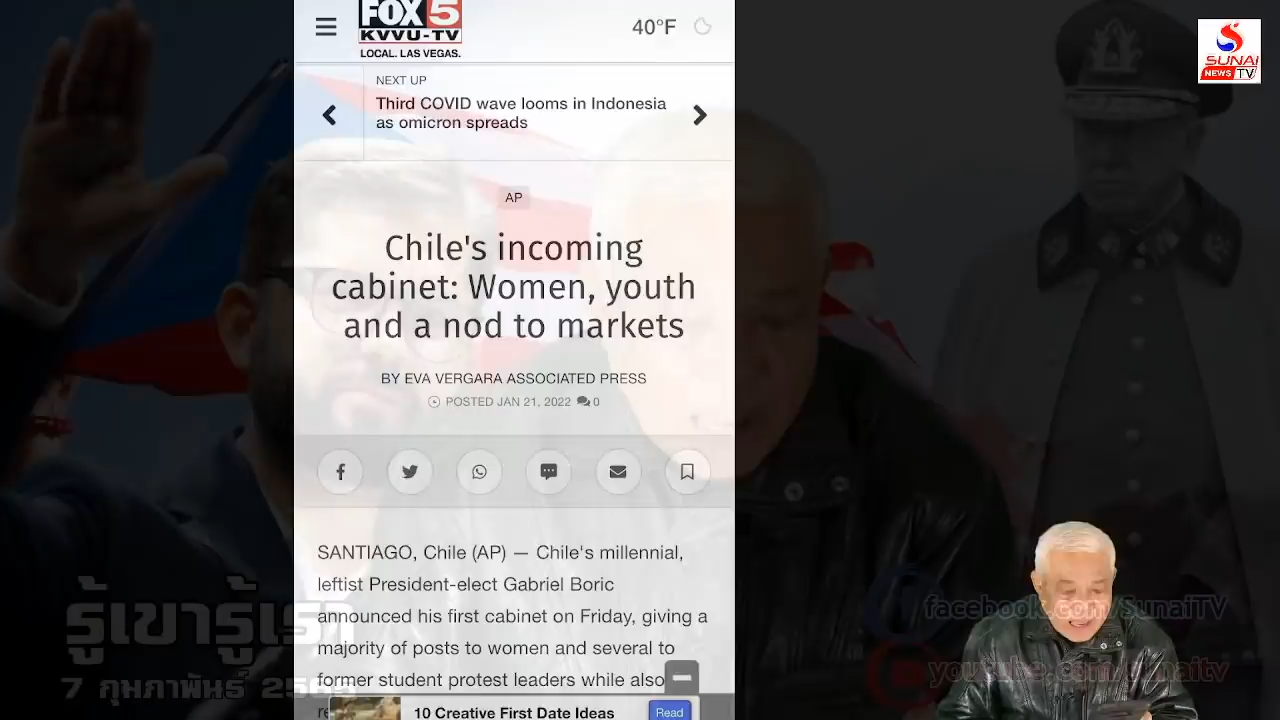 FOX 5
KVVU-TV
LOCAL. LAS VEGAS.
40°F
SUNAI
NEWS TV
NEXT UP
Third COVID wave looms in Indonesia
as omicron spreads
AP
Chile's incoming
cabinet: Women, youth
and a nod to markets
BY EVA VERGARA ASSOCIATED PRESS
POSTED JAN 21, 2022 0
SANTIAGO, Chile (AP) — Chile's millennial,
leftist President-elect Gabriel Boric
announced his first cabinet on Friday, giving a
majority of posts to women and several to
former student protest leaders while also
รู้เขารู้เรา
7 กุมภาพันธ์ 2565
facebook.com/SunaiTV
youtube.com/sunaitv
10 Creative First Date Ideas
Read